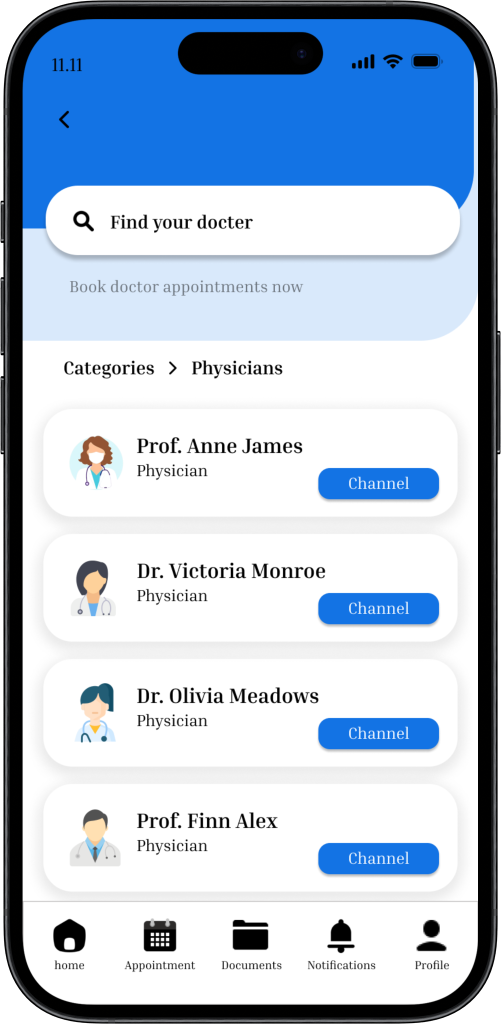 11.11
Find your docter
Book doctor appointments now
Categories > Physicians
Prof. Anne James
Physician
Channel
Dr. Victoria Monroe
Physician
Channel
Dr. Olivia Meadows
Physician
Channel
Prof. Finn Alex
Physician
Channel
home Appointment Documents Notifications Profile